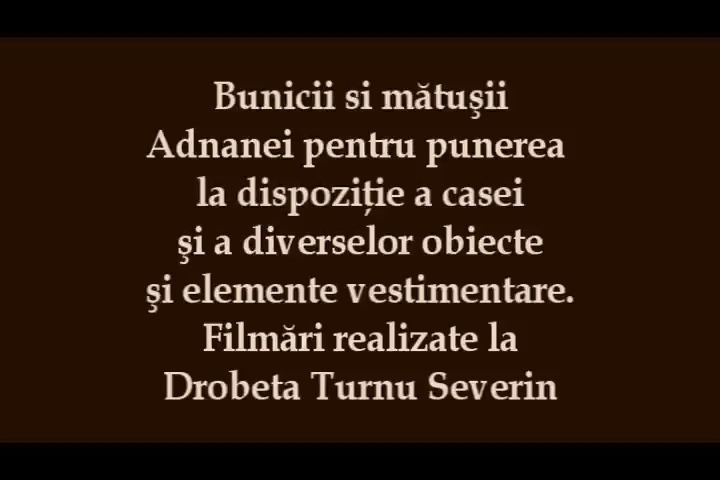 Bunicii si mătuşii
Adnanei pentru punerea
la dispoziţie a casei
şi a diverselor obiecte
şi elemente vestimentare.
Filmări realizate la
Drobeta Turnu Severin